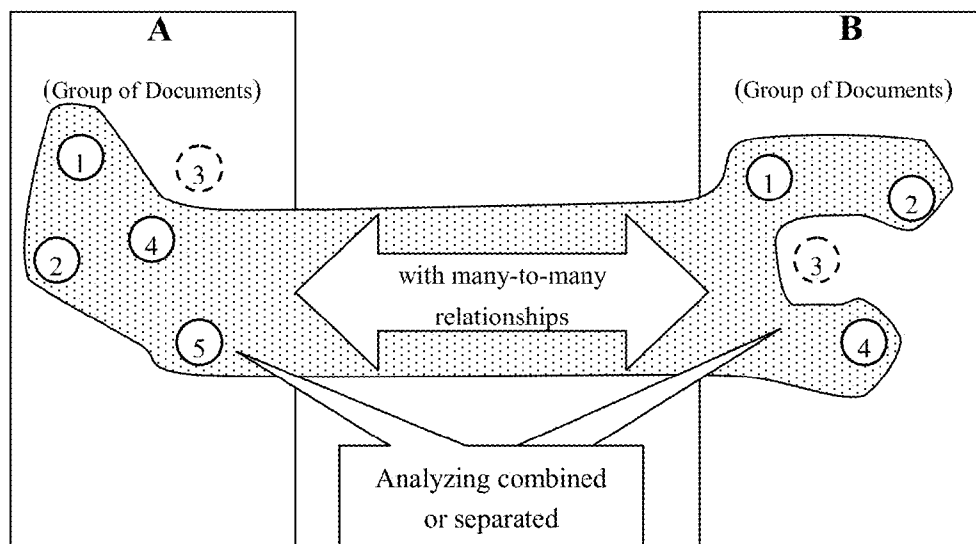 A
(Group of Documents)
1
3
4
2
5
B
(Group of Documents)
1
2
3
4
with many-to-many
relationships
Analyzing combined
or separated